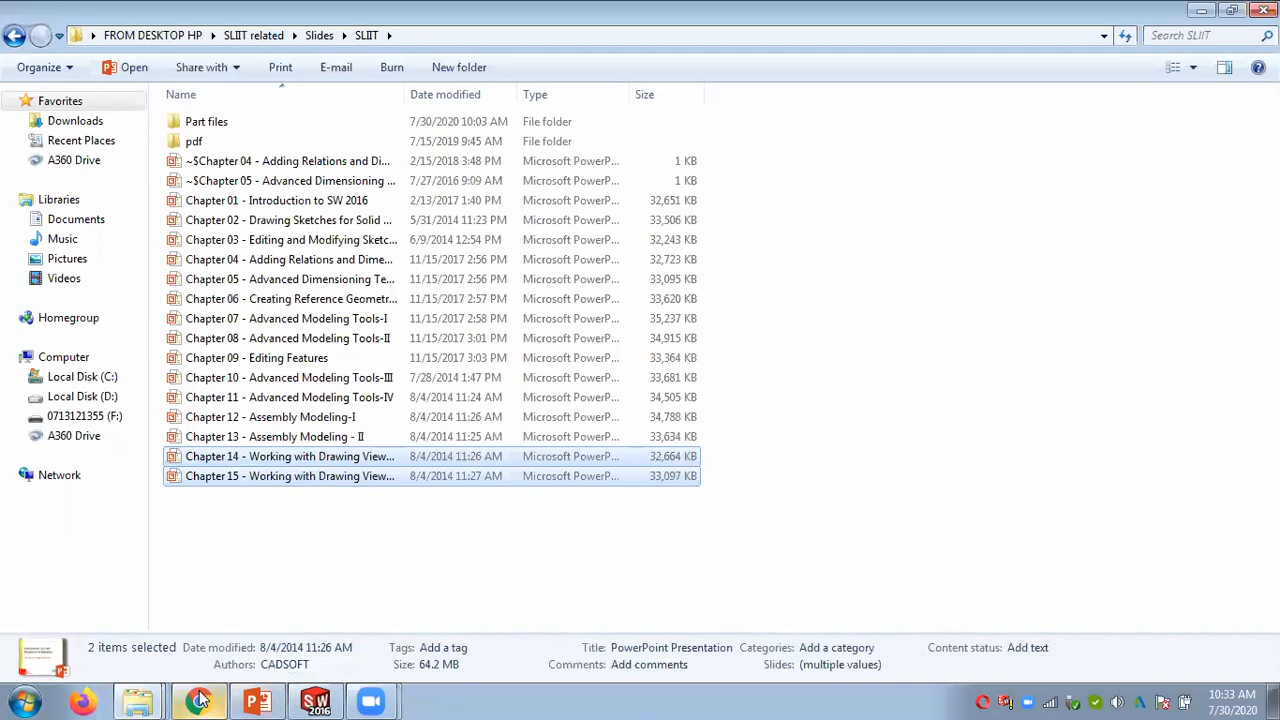 FROM DESKTOP HP SLIIT related Slides SLIIT Search SLIIT
Organize Open Share with Print E-mail Burn New folder
Name Date modified Type Size
Favorites
Downloads
Recent Places
A360 Drive
Libraries
Documents
Music
Pictures
Videos
Homegroup
Computer
Local Disk (C:)
Local Disk (D:)
0713121355 (F:)
A360 Drive
Network
Part files 7/30/2020 10:03 AM File folder
pdf 7/15/2019 9:45 AM File folder
~$Chapter 04 - Adding Relations and Di... 2/15/2018 3:48 PM Microsoft PowerP... 1 KB
~$Chapter 05 - Advanced Dimensioning ... 7/27/2016 9:09 AM Microsoft PowerP... 1 KB
Chapter 01 - Introduction to SW 2016 2/13/2017 1:40 PM Microsoft PowerP... 32,651 KB
Chapter 02 - Drawing Sketches for Solid ... 5/31/2014 11:23 PM Microsoft PowerP... 33,506 KB
Chapter 03 - Editing and Modifying Sketc... 6/9/2014 12:54 PM Microsoft PowerP... 32,243 KB
Chapter 04 - Adding Relations and Dime... 11/15/2017 2:56 PM Microsoft PowerP... 32,723 KB
Chapter 05 - Advanced Dimensioning Te... 11/15/2017 2:56 PM Microsoft PowerP... 33,095 KB
Chapter 06 - Creating Reference Geometr... 11/15/2017 2:57 PM Microsoft PowerP... 33,620 KB
Chapter 07 - Advanced Modeling Tools-I 11/15/2017 2:58 PM Microsoft PowerP... 35,237 KB
Chapter 08 - Advanced Modeling Tools-II 11/15/2017 3:01 PM Microsoft PowerP... 34,915 KB
Chapter 09 - Editing Features 11/15/2017 3:03 PM Microsoft PowerP... 33,364 KB
Chapter 10 - Advanced Modeling Tools-III 7/28/2014 1:47 PM Microsoft PowerP... 33,681 KB
Chapter 11 - Advanced Modeling Tools-IV 8/4/2014 11:24 AM Microsoft PowerP... 34,505 KB
Chapter 12 - Assembly Modeling-I 8/4/2014 11:26 AM Microsoft PowerP... 34,788 KB
Chapter 13 - Assembly Modeling - II 8/4/2014 11:25 AM Microsoft PowerP... 33,634 KB
Chapter 14 - Working with Drawing View... 8/4/2014 11:26 AM Microsoft PowerP... 32,664 KB
Chapter 15 - Working with Drawing View... 8/4/2014 11:27 AM Microsoft PowerP... 33,097 KB
2 items selected Date modified: 8/4/2014 11:26 AM Tags: Add a tag Title: PowerPoint Presentation Categories: Add a category Content status: Add text
Authors: CADSOFT Size: 64.2 MB Comments: Add comments Slides: (multiple values)
SW
2016
10:33 AM
7/30/2020